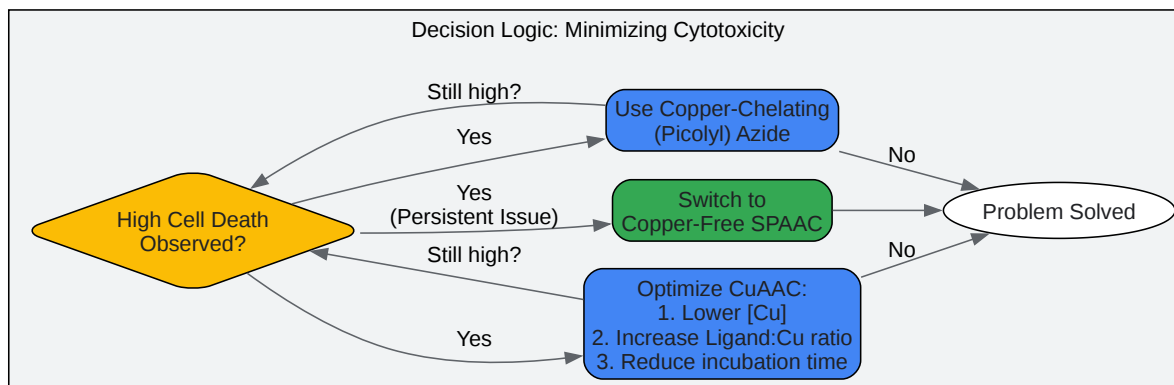 Decision Logic: Minimizing Cytotoxicity
Still high?
Use Copper-Chelating
(Picolyl) Azide
Yes
No
High Cell Death
Observed?
Yes
(Persistent Issue)
Switch to
Copper-Free SPAAC
Problem Solved
Still high?
No
Optimize CuAAC:
1. Lower [Cu]
2. Increase Ligand:Cu ratio
3. Reduce incubation time
Yes